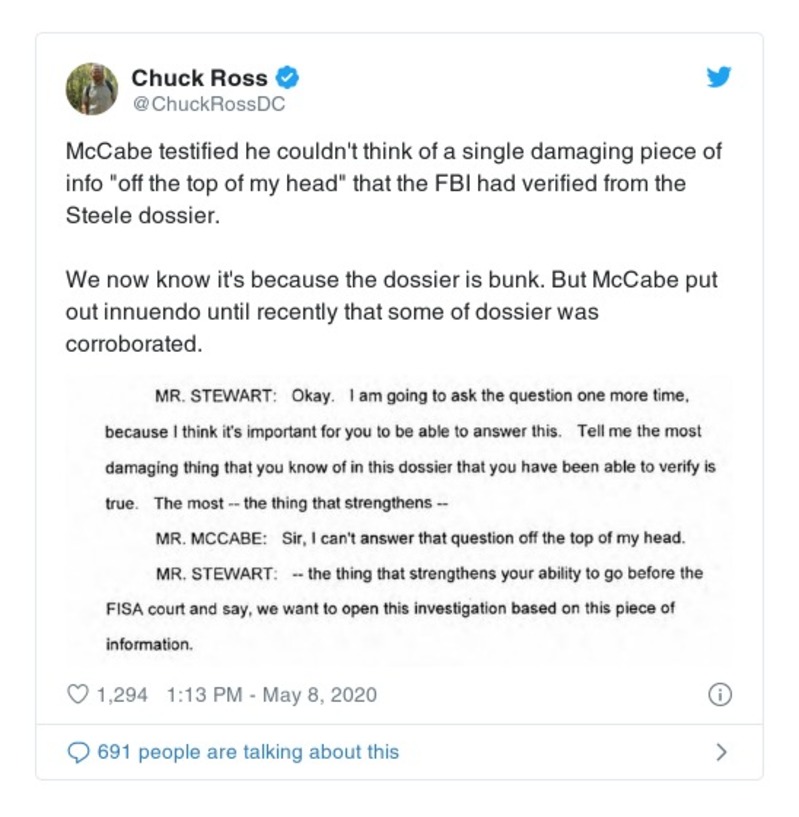 Chuck Ross
@ChuckRossDC
McCabe testified he couldn't think of a single damaging piece of
info "off the top of my head" that the FBI had verified from the
Steele dossier.
We now know it's because the dossier is bunk. But McCabe put
out innuendo until recently that some of dossier was
corroborated.
MR. STEWART: Okay. I am going to ask the question one more time,
because I think it's important for you to be able to answer this. Tell me the most
damaging thing that you know of in this dossier that you have been able to verify is
true. The most -- the thing that strengthens --
MR. MCCABE: Sir, I can't answer that question off the top of my head.
MR. STEWART: -- the thing that strengthens your ability to go before the
FISA court and say, we want to open this investigation based on this piece of
information.
1,294 1:13 PM - May 8, 2020
691 people are talking about this